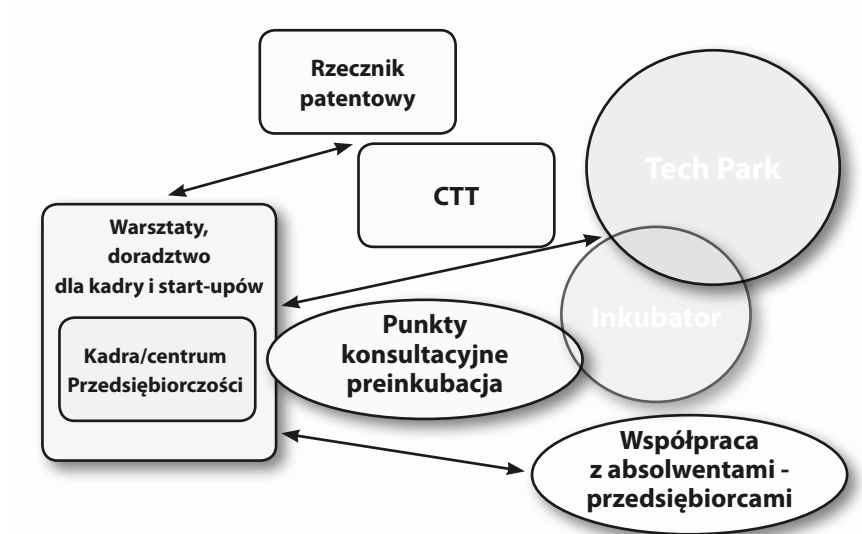 Rzecznik
patentowy
CTT
Tech Park
Warsztaty,
doradztwo
dla kadry i start-upów
Kadra/centrum
Przedsiębiorczości
Punkty
konsultacyjne
preinkubacja
Inkubator
Współpraca
z absolwentami -
przedsiębiorcami